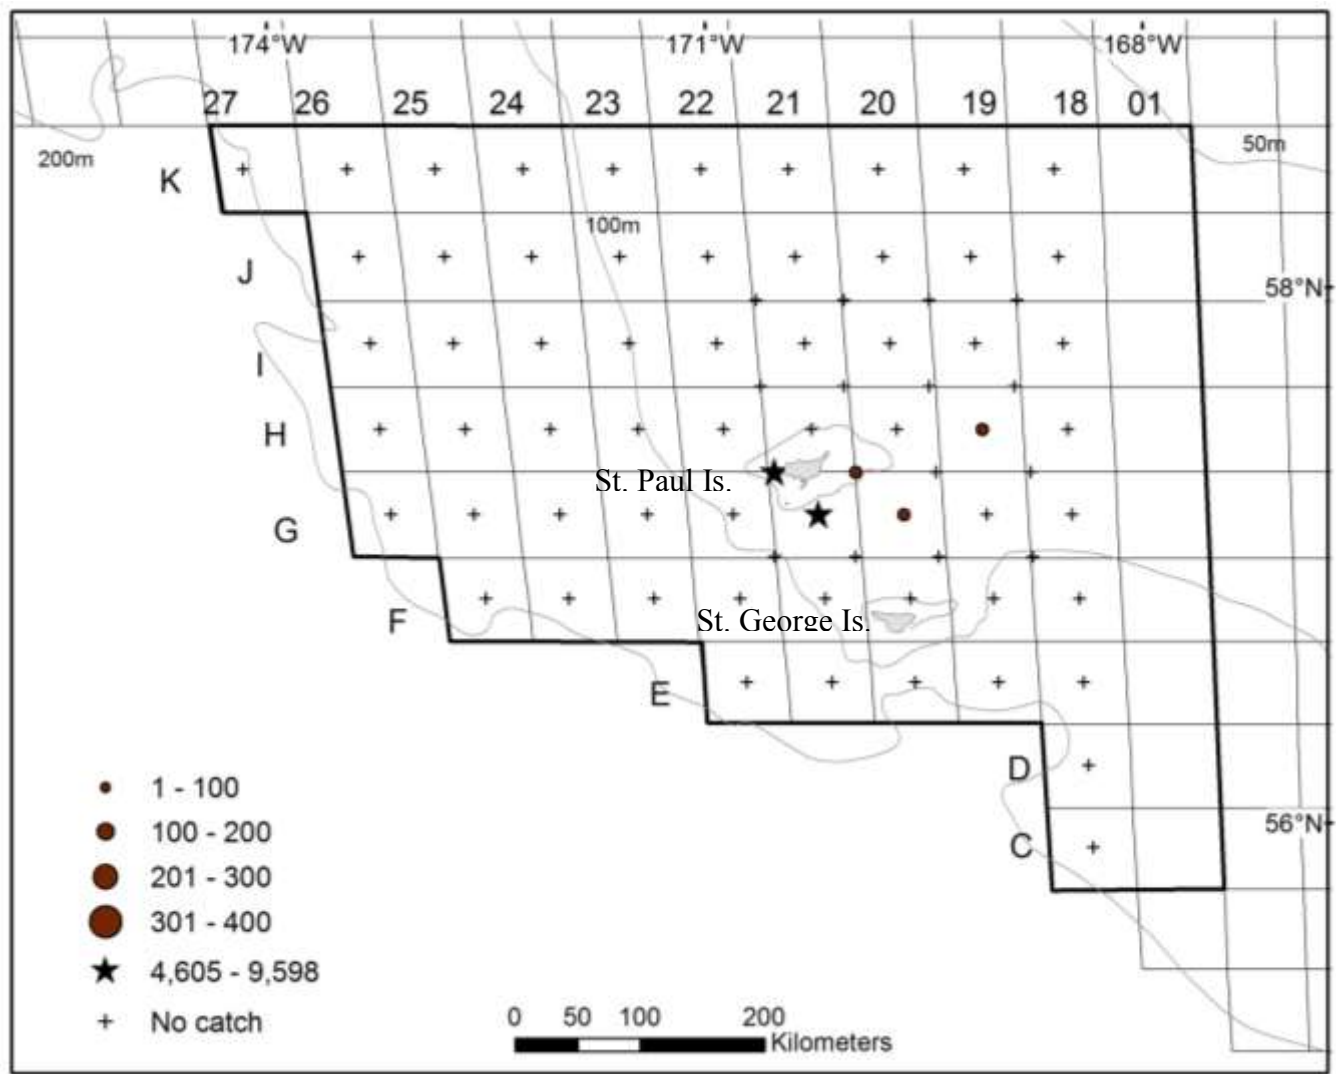 174°W 171°W 168°W
27 26 25 24 23 22 21 20 19 18 01
200m
50m
K
100m
J
58°N
I
H
St. Paul Is.
G
F
St. George Is.
E
D
C
56°N
1 - 100
100 - 200
201 - 300
301 - 400
4,605 - 9,598
No catch
0 50 100 200
Kilometers